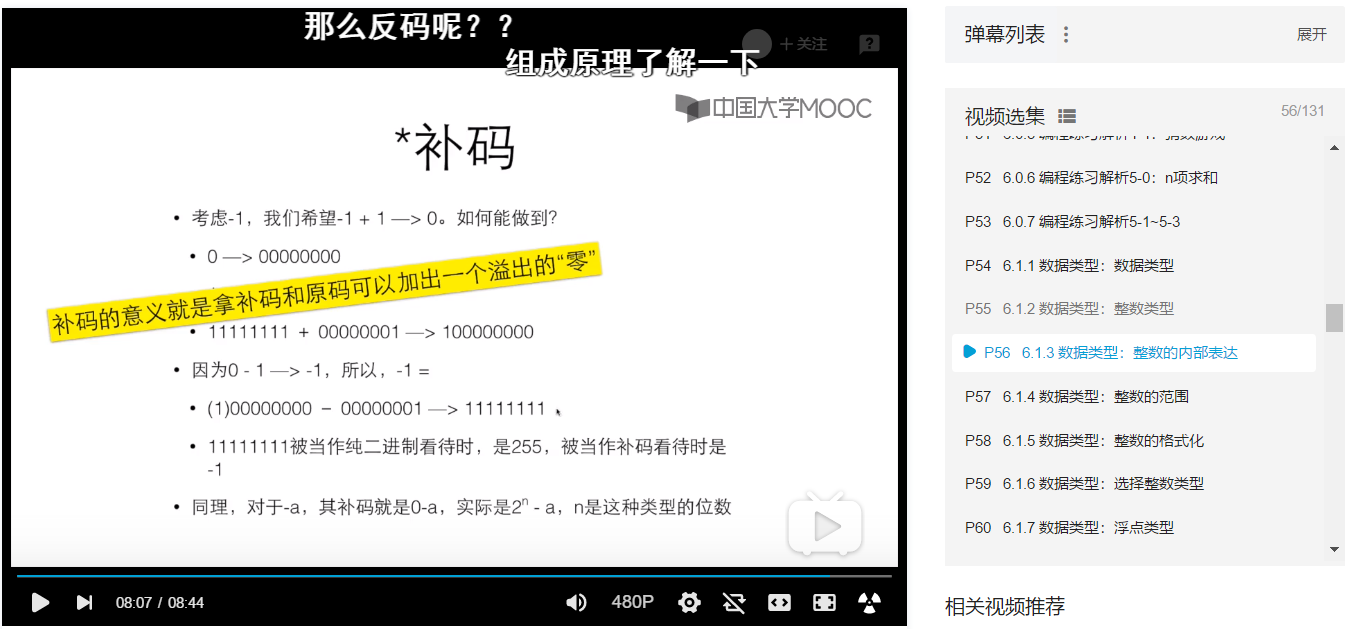 那么反码呢？？
+ 关注
?
组成原理了解一下
中国大学MOOC
*补码
• 考虑-1，我们希望-1 + 1 —> 0。如何能做到?
• 0 —> 00000000
补码的意义就是拿补码和原码可以加出一个溢出的“零”
• 11111111 + 00000001 —> 100000000
• 因为0 - 1 —> -1，所以，-1 =
• (1)00000000 − 00000001 —> 11111111
• 11111111被当作纯二进制看待时，是255，被当作补码看待时是
-1
• 同理，对于-a，其补码就是0-a，实际是2ⁿ - a，n是这种类型的位数
08:07 / 08:44
480P
弹幕列表
展开
视频选集
56/131
P52 6.0.6 编程练习解析5-0：n项求和
P53 6.0.7 编程练习解析5-1~5-3
P54 6.1.1 数据类型：数据类型
P55 6.1.2 数据类型：整数类型
P56 6.1.3 数据类型：整数的内部表达
P57 6.1.4 数据类型：整数的范围
P58 6.1.5 数据类型：整数的格式化
P59 6.1.6 数据类型：选择整数类型
P60 6.1.7 数据类型：浮点类型
相关视频推荐